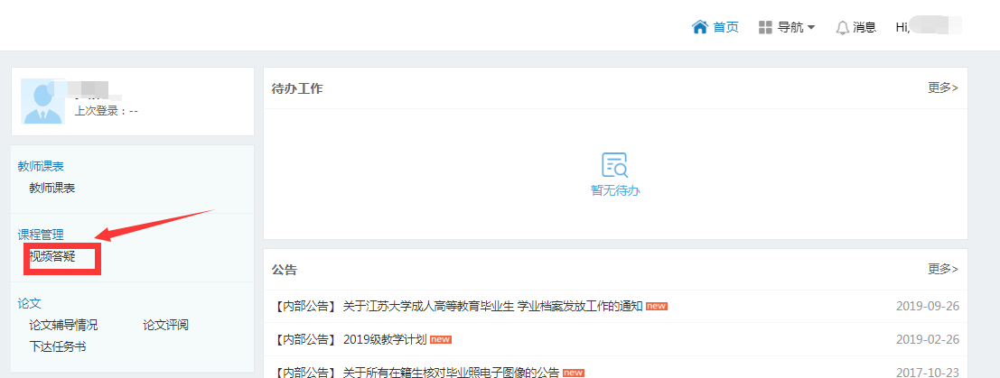 首页 导航 消息 Hi,
上次登录：--
教师课表
教师课表
课程管理
视频答疑
论文
论文辅导情况 论文评阅
下达任务书
待办工作 更多>
暂无待办
公告 更多>
【内部公告】 关于江苏大学成人高等教育毕业生 学业档案发放工作的通知 new 2019-09-26
【内部公告】 2019级教学计划 new 2019-02-26
【内部公告】 关于所有在籍生核对毕业照电子图像的公告 new 2017-10-23